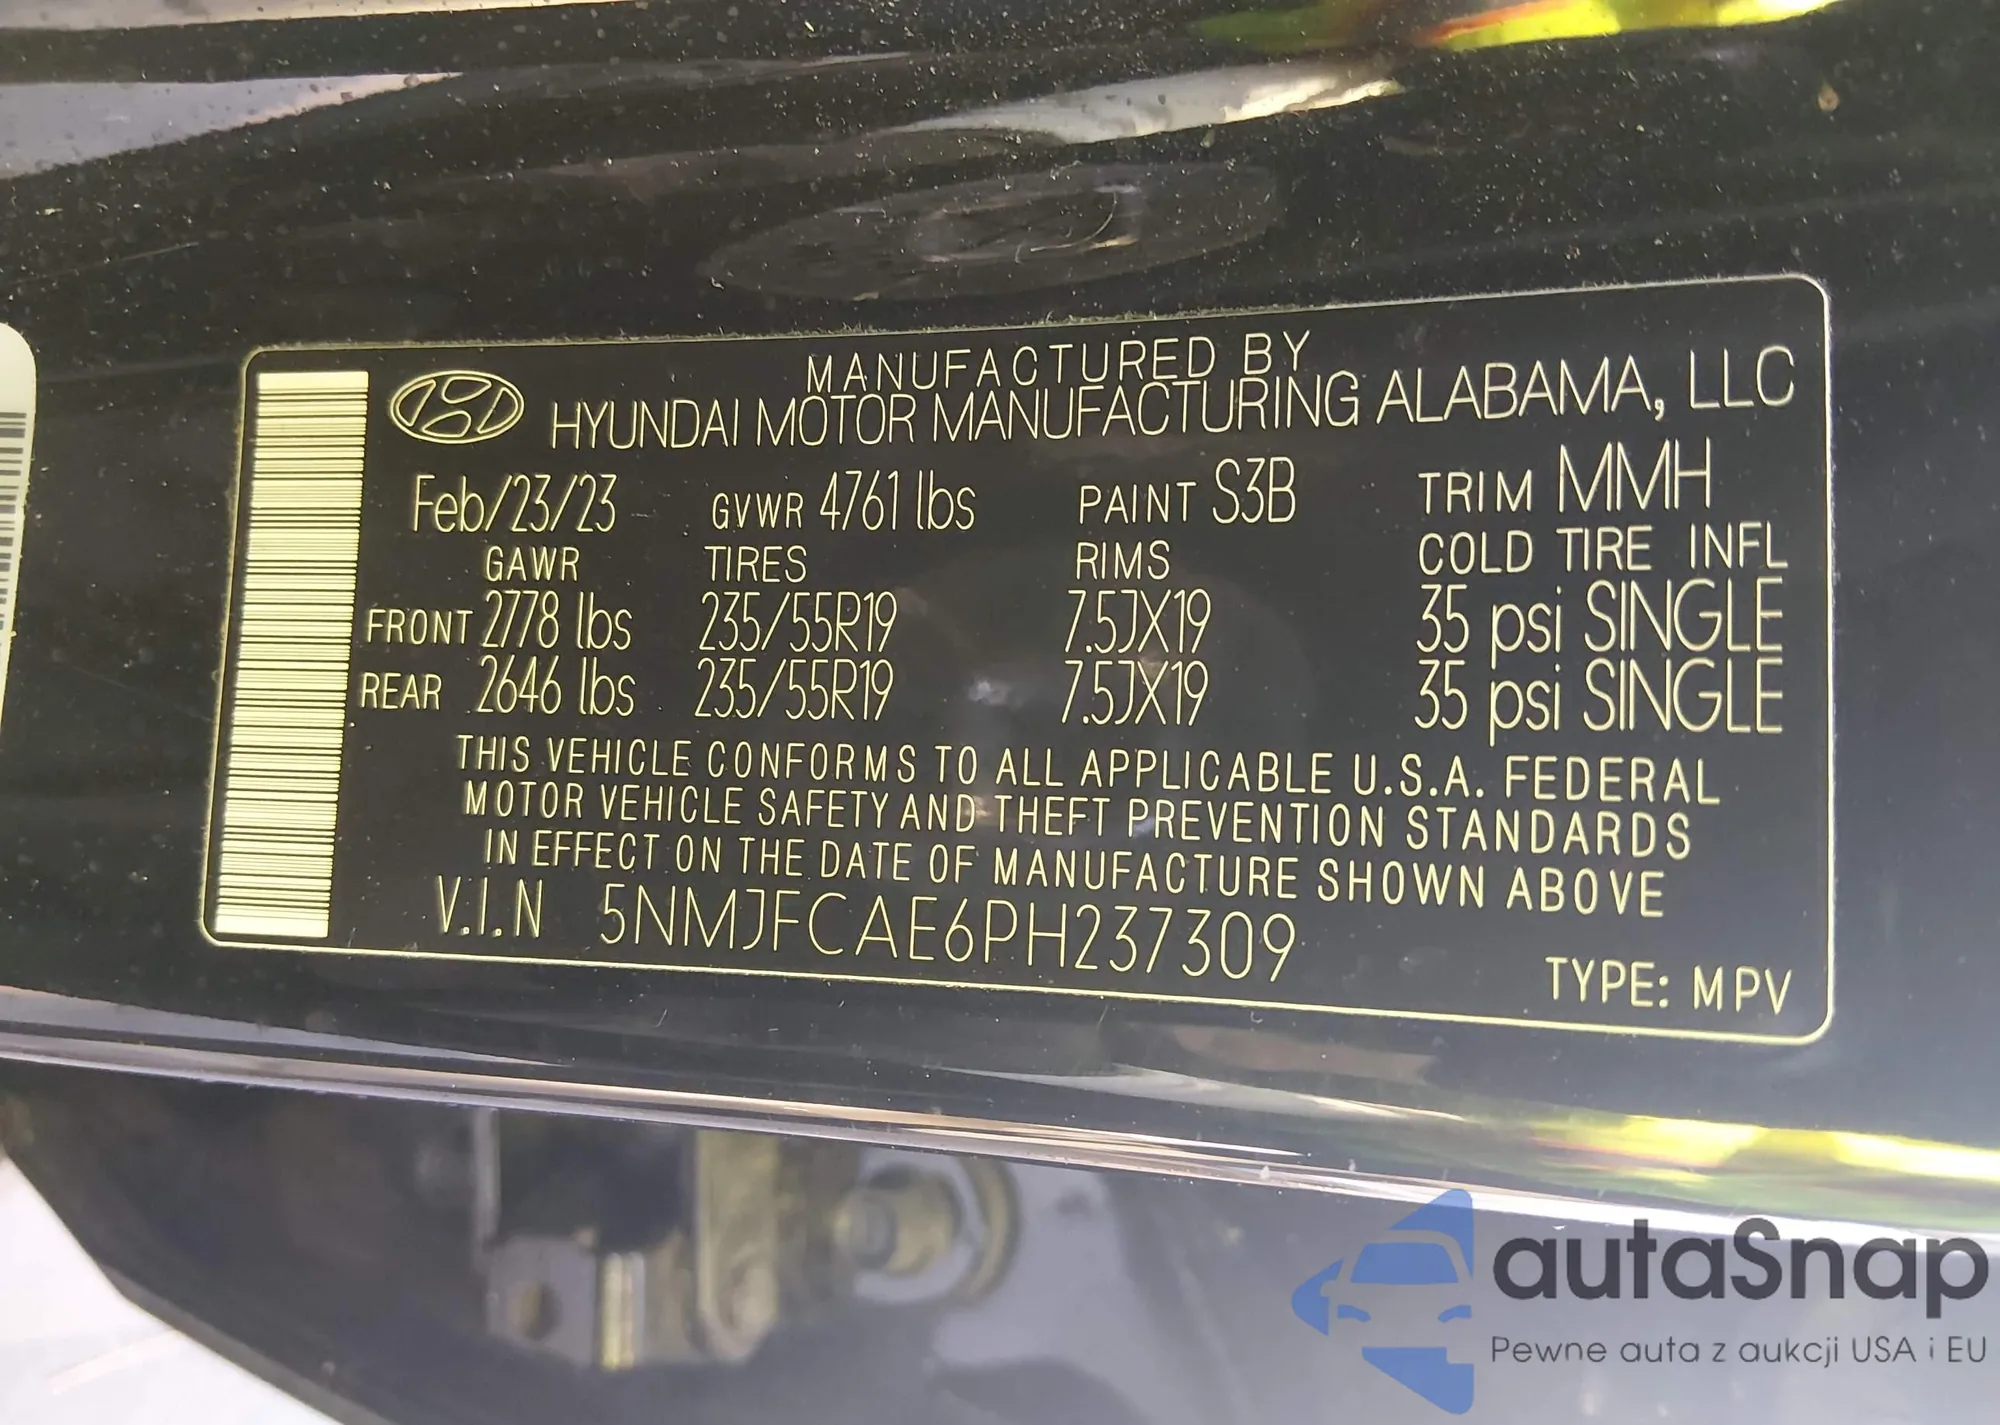 MANUFACTURED BY
HYUNDAI MOTOR MANUFACTURING ALABAMA, LLC
Feb/23/23 GVWR 4761 lbs PAINT S3B TRIM MMH
GAWR TIRES RIMS COLD TIRE INFL
FRONT 2778 lbs 235/55R19 7.5JX19 35 psi SINGLE
REAR 2646 lbs 235/55R19 7.5JX19 35 psi SINGLE
THIS VEHICLE CONFORMS TO ALL APPLICABLE U.S.A. FEDERAL
MOTOR VEHICLE SAFETY AND THEFT PREVENTION STANDARDS
IN EFFECT ON THE DATE OF MANUFACTURE SHOWN ABOVE
V.I.N 5NMJFCAE6PH237309
TYPE: MPV
autaSnap
Pewne auta z aukcji USA i EU